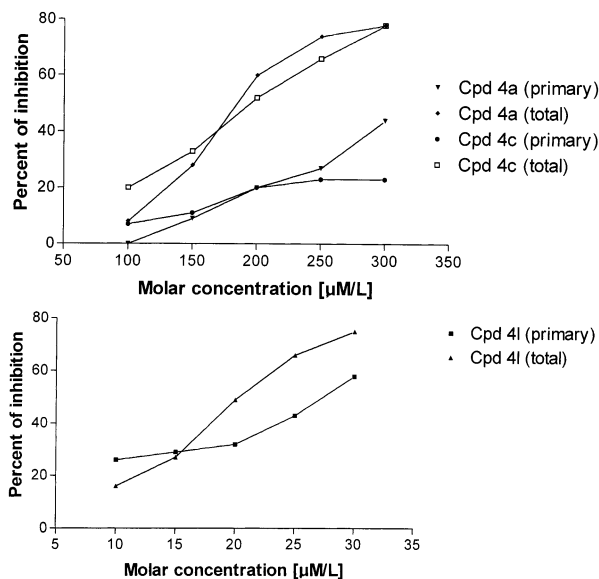 80
60
40
20
0
Percent of inhibition
50 100 150 200 250 300 350
Molar concentration [µM/L]
Cpd 4a (primary)
Cpd 4a (total)
Cpd 4c (primary)
Cpd 4c (total)
80
60
40
20
0
Percent of inhibition
5 10 15 20 25 30 35
Molar concentration [µM/L]
Cpd 4l (primary)
Cpd 4l (total)